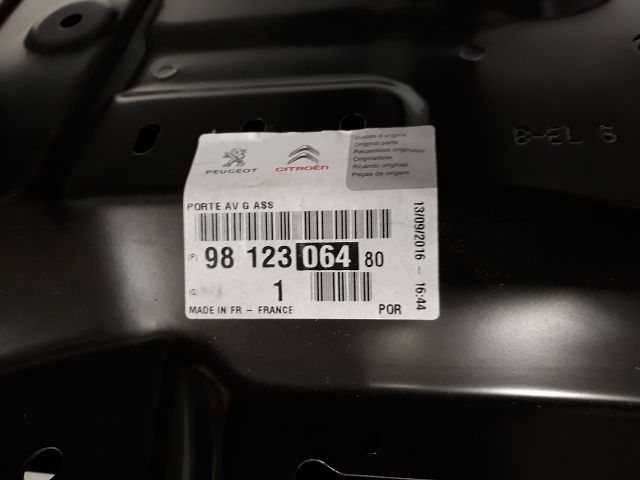 B-EL 6
PEUGEOT
CITROËN
Pièces d'origine
Original parts
Recambios originales
Originalteile
Ricambi originali
Peças de origem
PORTE AV G ASS
(P) 98 123 064 80
(Q) 1
MADE IN FR - FRANCE
POR
13/09/2016 - 16:44